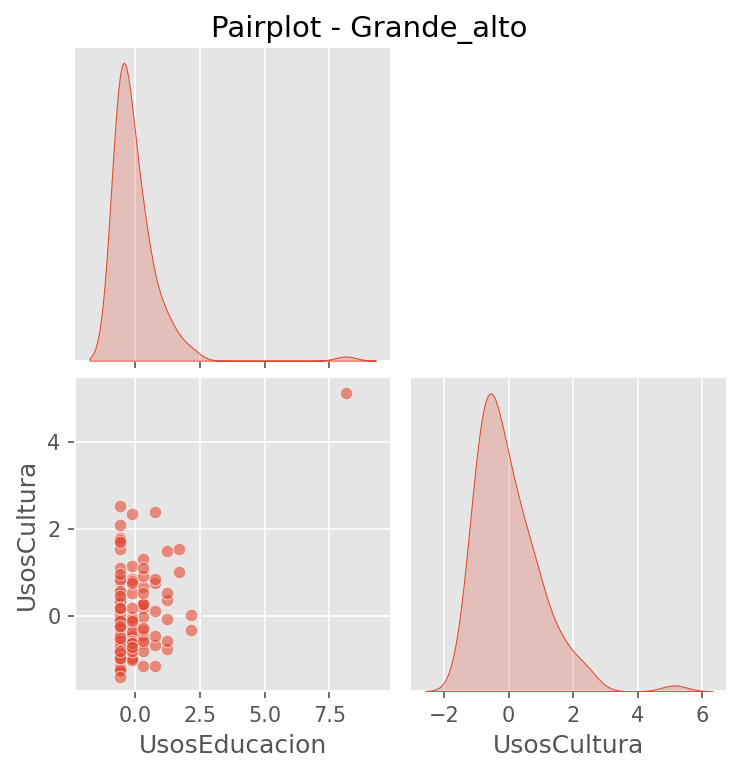 Pairplot - Grande_alto
UsosCultura
4
2
0
0.0 2.5 5.0 7.5
UsosEducacion
−2 0 2 4 6
UsosCultura